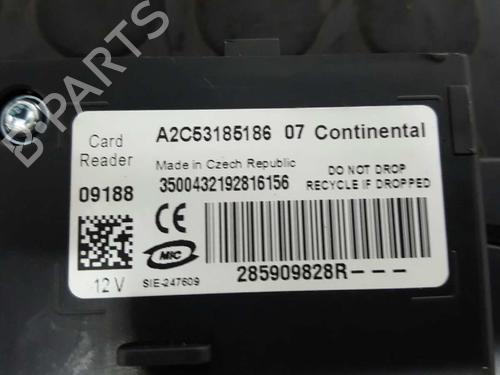 Card
Reader
09188
12 V
A2C53185186 07 Continental
Made in Czech Republic
3500432192816156
DO NOT DROP
RECYCLE IF DROPPED
CE
MIC
SIE-247609
285909828R---
B-PARTS